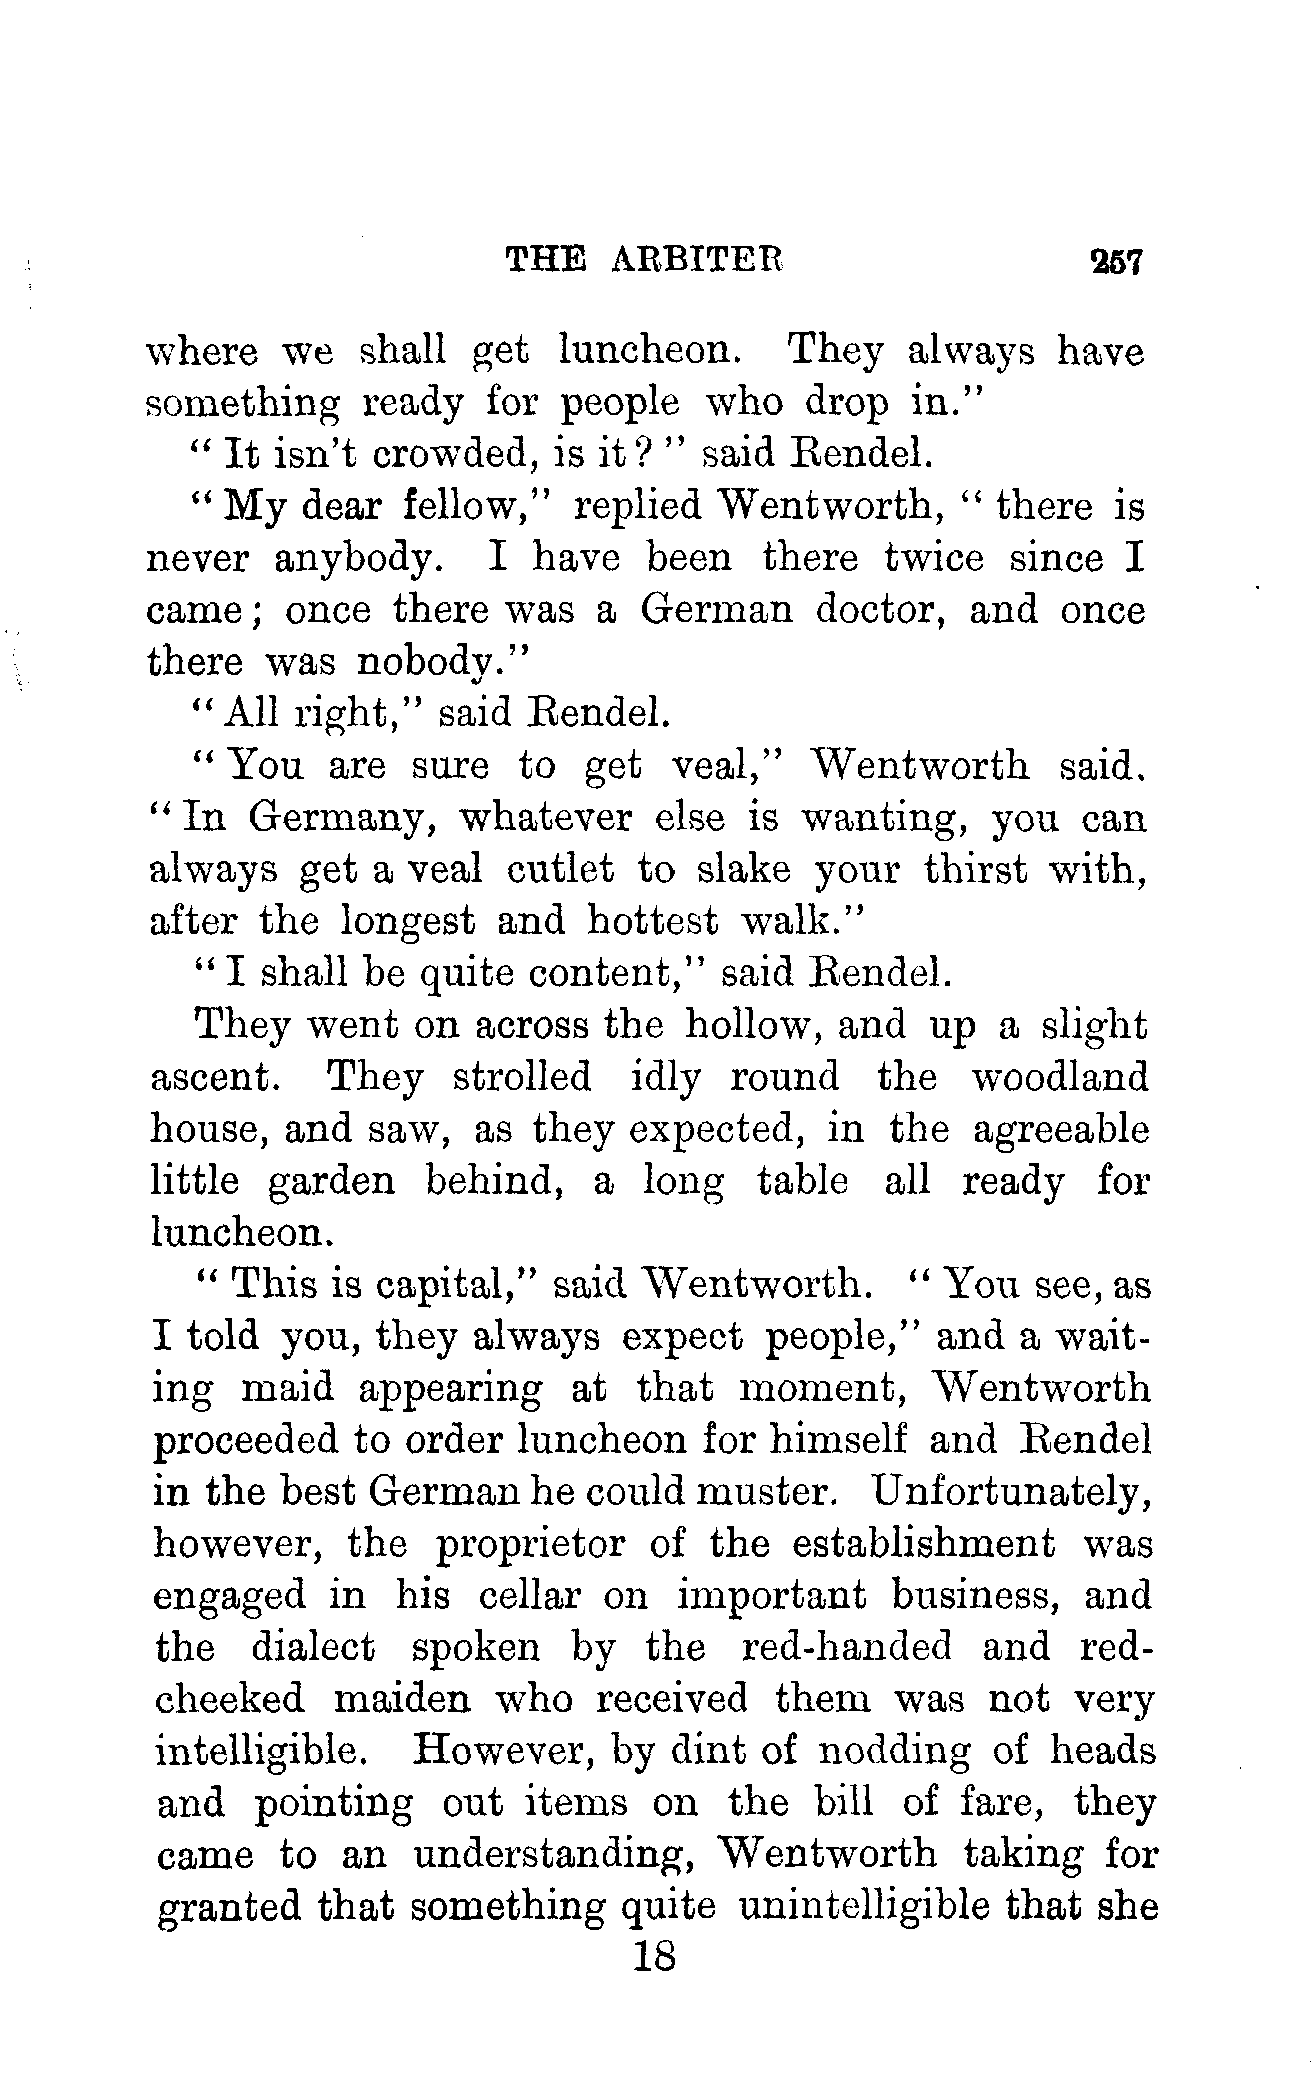 THE ARBITER 257
where we shall get luncheon. They always have
something ready for people who drop in."
" It isn't crowded, is it ? " said Rendel.
" My dear fellow," replied Wentworth, " there is
never anybody. I have been there twice since I
came ; once there was a German doctor, and once
there was nobody."
" All right," said Rendel.
" You are sure to get veal," Wentworth said.
" In Germany, whatever else is wanting, you can
always get a veal cutlet to slake your thirst with,
after the longest and hottest walk."
" I shall be quite content," said Rendel.
They went on across the hollow, and up a slight
ascent. They strolled idly round the woodland
house, and saw, as they expected, in the agreeable
little garden behind, a long table all ready for
luncheon.
" This is capital," said Wentworth. " You see, as
I told you, they always expect people," and a wait-
ing maid appearing at that moment, Wentworth
proceeded to order luncheon for himself and Rendel
in the best German he could muster. Unfortunately,
however, the proprietor of the establishment was
engaged in his cellar on important business, and
the dialect spoken by the red-handed and red-
cheeked maiden who received them was not very
intelligible. However, by dint of nodding of heads
and pointing out items on the bill of fare, they
came to an understanding, Wentworth taking for
granted that something quite unintelligible that she
18